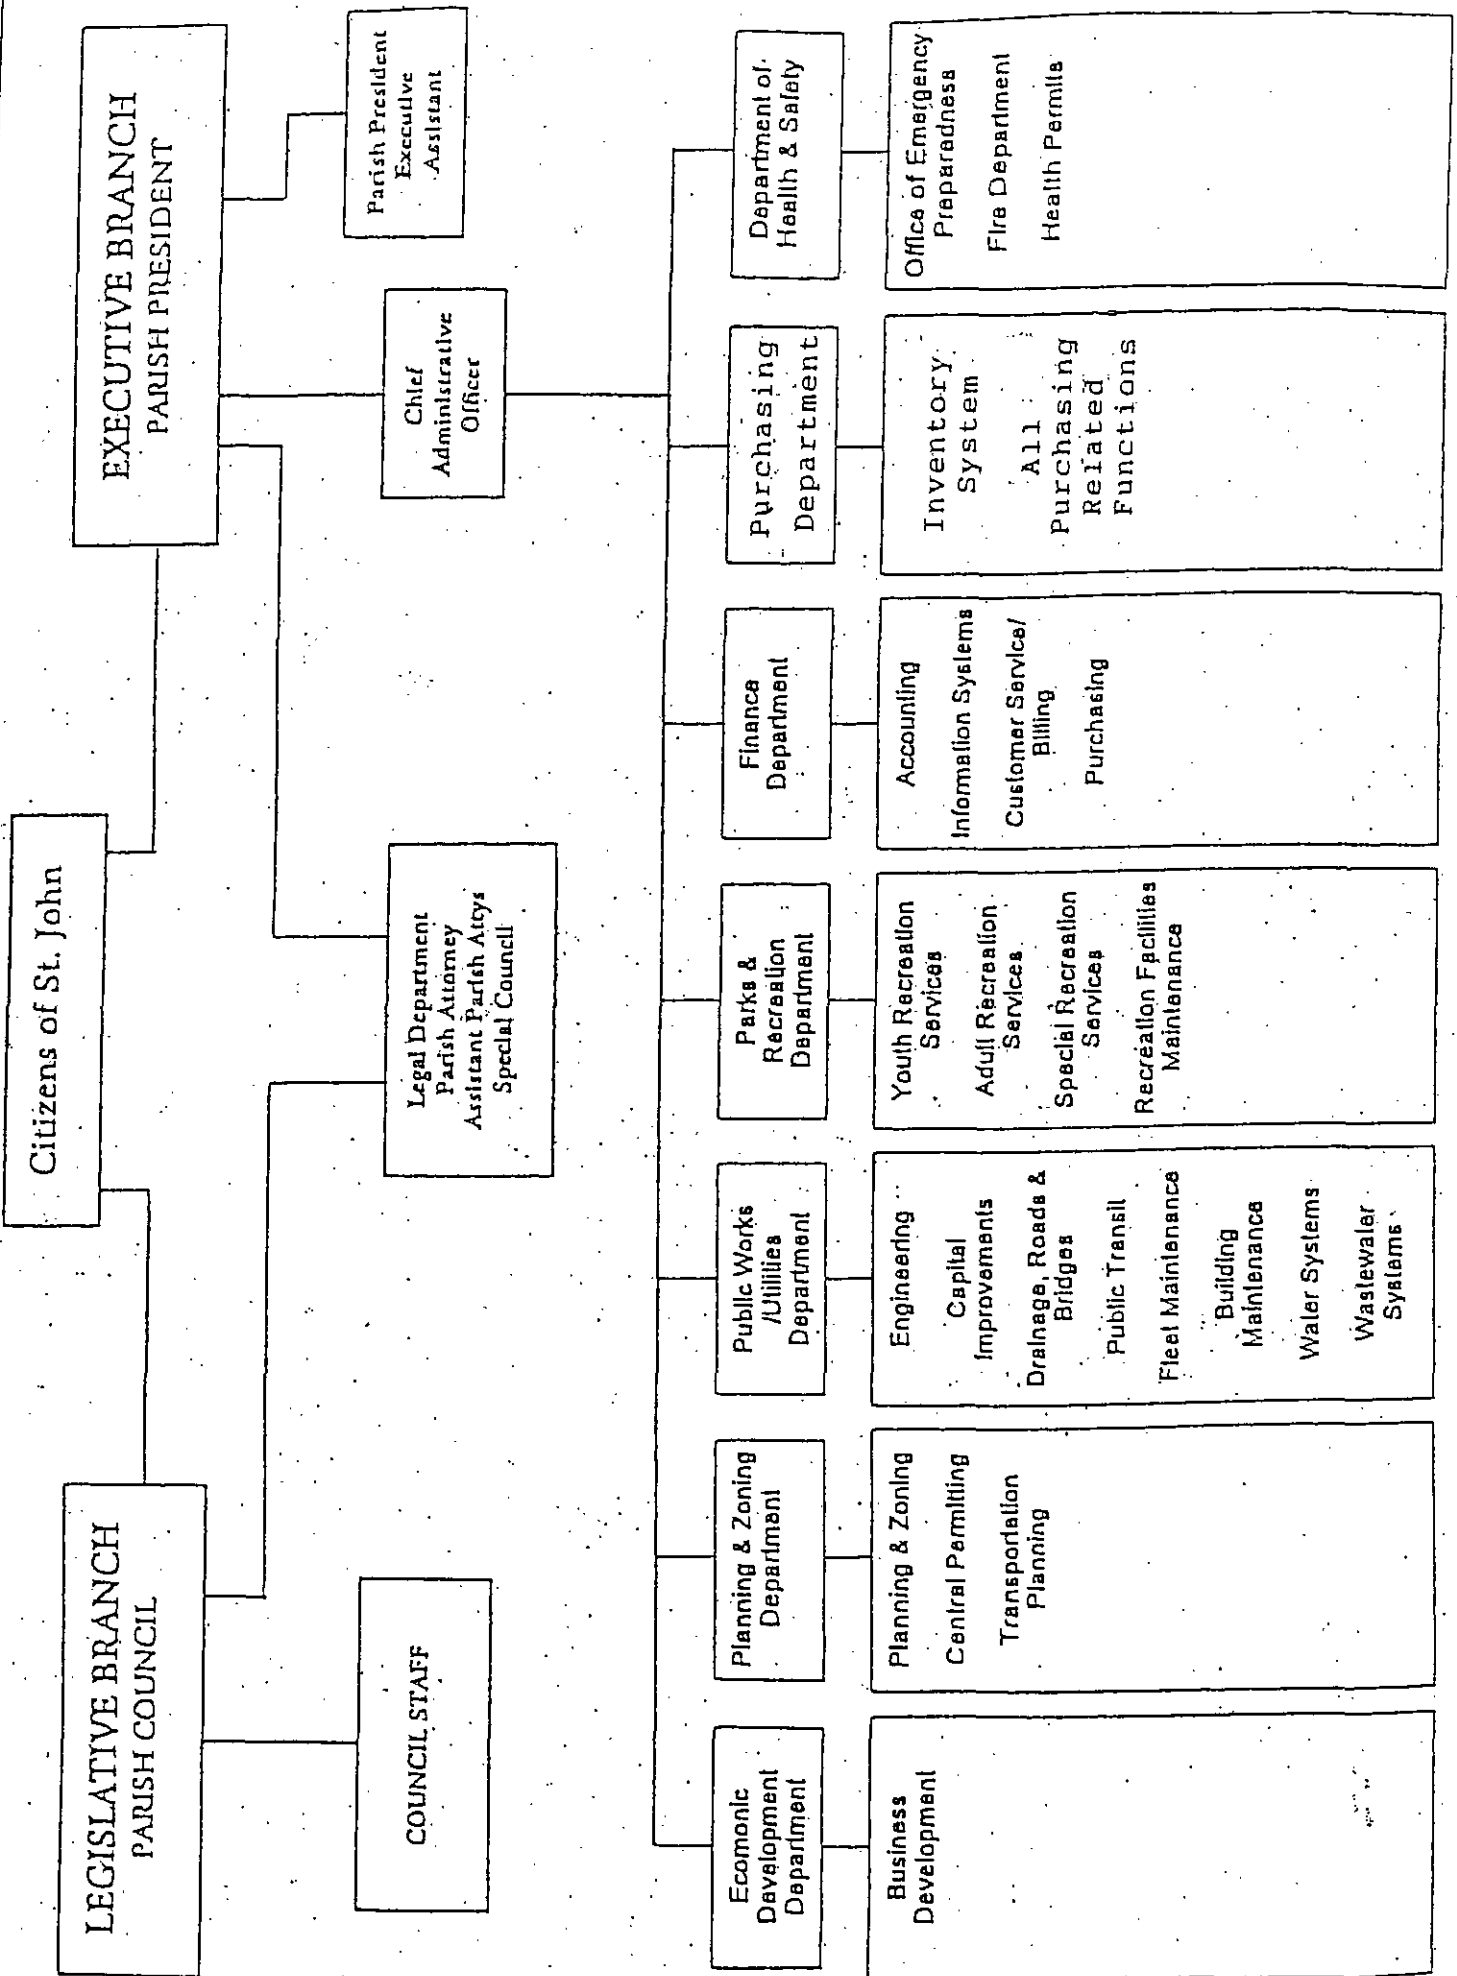 Citizens of St. John
LEGISLATIVE BRANCH
PARISH COUNCIL
EXECUTIVE BRANCH
PARISH PRESIDENT
COUNCIL STAFF
Legal Department
Parish Attorney
Assistant Parish Attys
Special Council
Chief
Administrative
Officer
Parish President
Executive
Assistant
Ecomonic
Development
Department
Planning & Zoning
Department
Public Works
/Utilities
Department
Parks &
Recreation
Department
Finance
Department
Purchasing
Department
Department of
Health & Safety
Business
Development
Planning & Zoning
Central Permitting
Transportation
Planning
Engineering
Capital
Improvements
Drainage, Roads &
Bridges
Public Transit
Fleet Maintenance
Building
Maintenance
Water Systems
Wastewater
Systems
Youth Recreation
Services
Adult Recreation
Services
Special Recreation
Services
Recreation Facilities
Maintenance
Accounting
Information Systems
Customer Service/
Billing
Purchasing
Inventory
System
All
Purchasing
Related
Functions
Office of Emergency
Preparadness
Fire Department
Health Permits